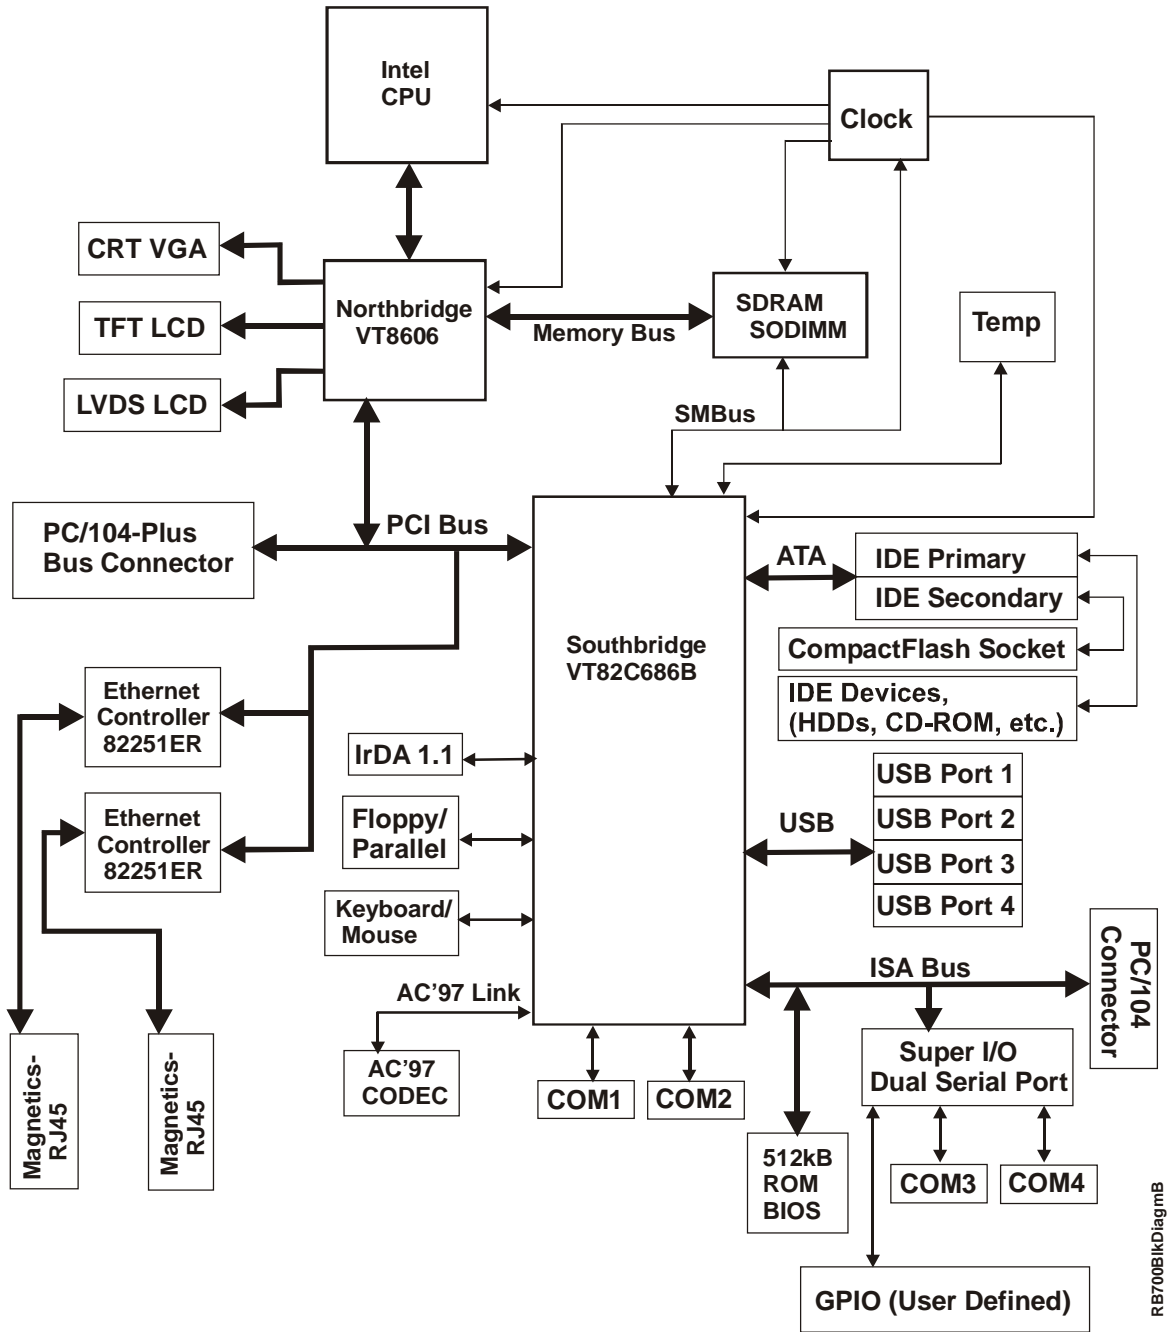 Intel
CPU
Clock
CRT VGA
TFT LCD
LVDS LCD
Northbridge
VT8606
Memory Bus
SDRAM
SODIMM
Temp
SMBus
PC/104-Plus
Bus Connector
PCI Bus
Southbridge
VT82C686B
ATA
IDE Primary
IDE Secondary
CompactFlash Socket
IDE Devices,
(HDDs, CD-ROM, etc.)
Ethernet
Controller
82251ER
Ethernet
Controller
82251ER
IrDA 1.1
Floppy/
Parallel
Keyboard/
Mouse
USB
USB Port 1
USB Port 2
USB Port 3
USB Port 4
AC'97 Link
AC'97
CODEC
ISA Bus
PC/104
Connector
Super I/O
Dual Serial Port
COM1
COM2
512kB
ROM
BIOS
COM3
COM4
GPIO (User Defined)
Magnetics-
RJ45
Magnetics-
RJ45
RB700BlkDiagmB